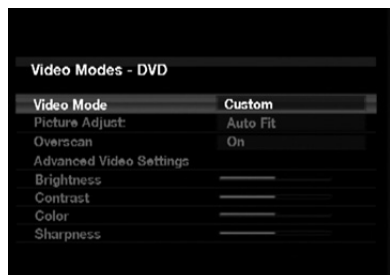 Video Modes - DVD
Video Mode Custom
Picture Adjust: Auto Fit
Overscan On
Advanced Video Settings
Brightness
Contrast
Color
Sharpness